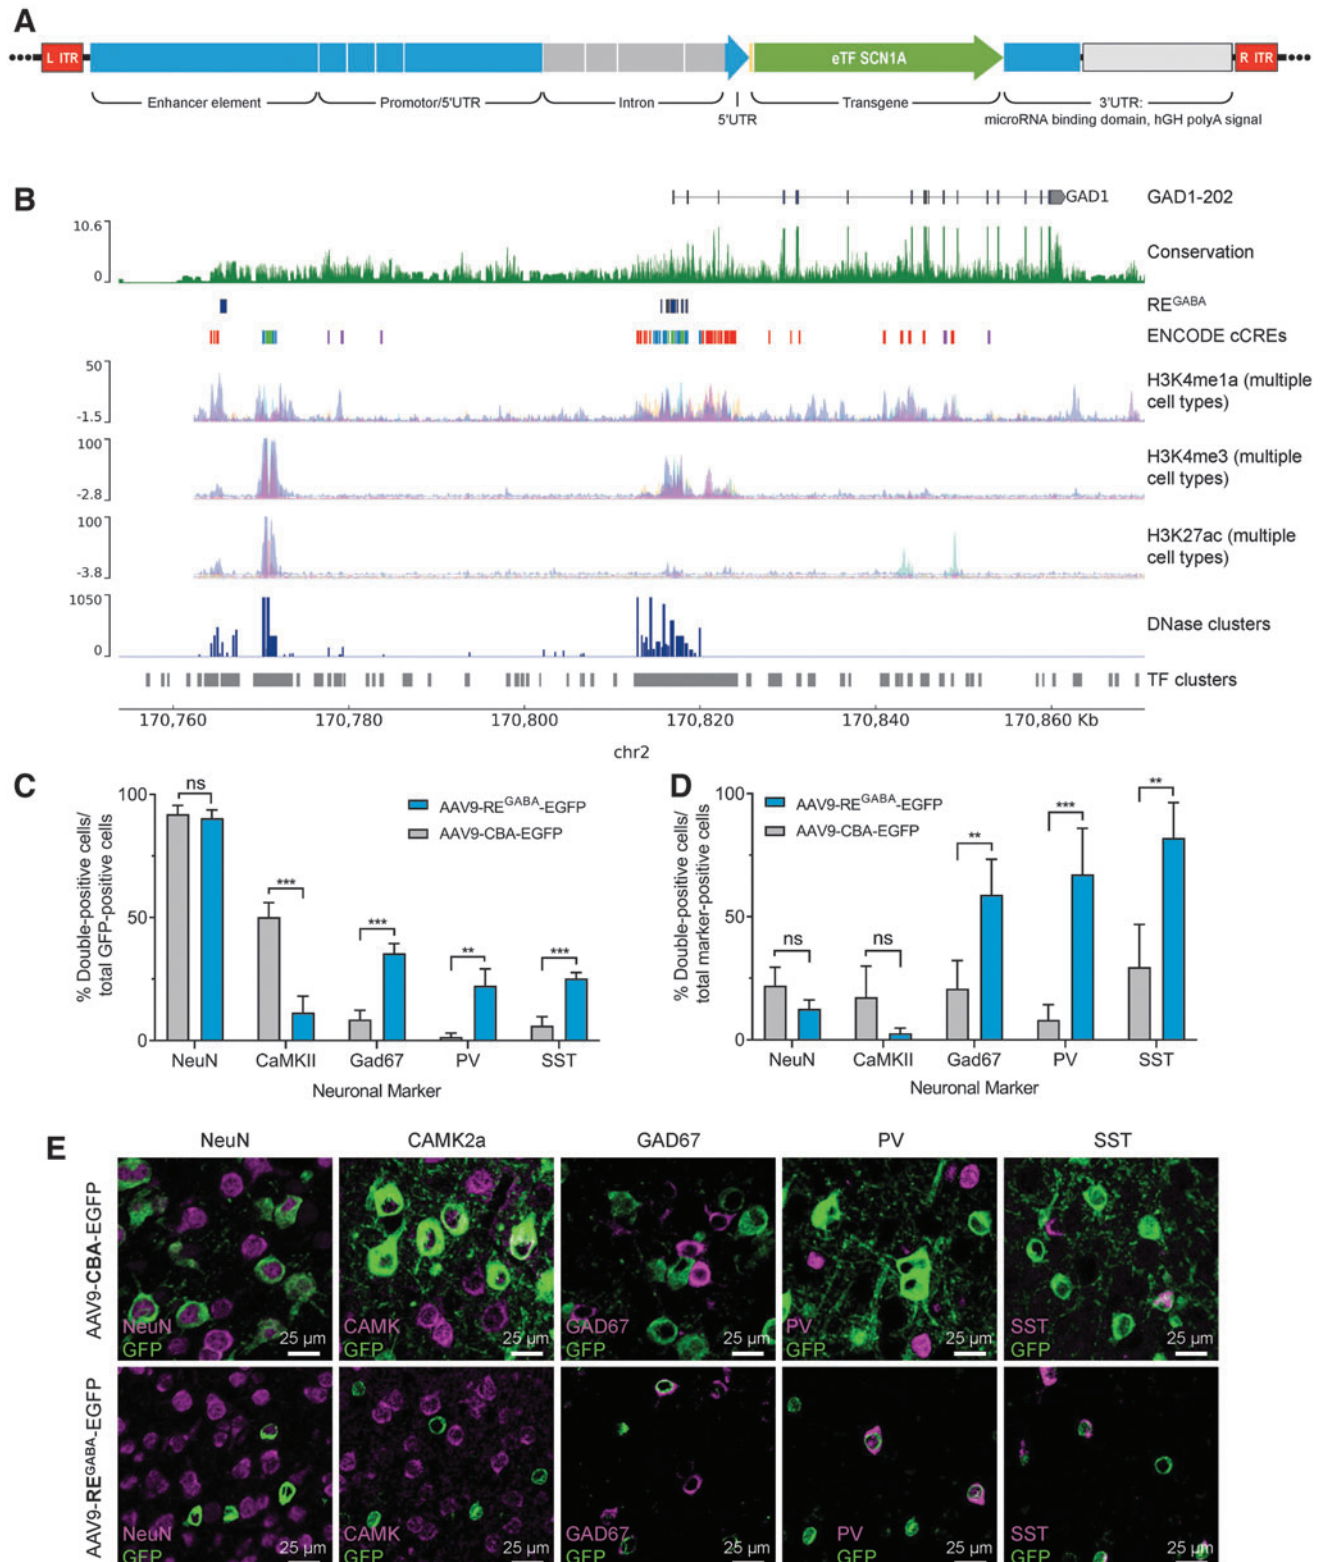 A
L ITR
eTF SCN1A
R ITR
Enhancer element
Promotor/5'UTR
Intron
5'UTR
Transgene
3'UTR:
microRNA binding domain, hGH polyA signal
B
GAD1
GAD1-202
10.6
0
Conservation
RE^GABA
ENCODE cCREs
50
-1.5
H3K4me1a (multiple
cell types)
100
-2.8
H3K4me3 (multiple
cell types)
100
-3.8
H3K27ac (multiple
cell types)
1050
0
DNase clusters
TF clusters
170,760 170,780 170,800 170,820 170,840 170,860 Kb
chr2
C
% Double-positive cells/
total GFP-positive cells
100
50
0
ns
***
***
**
***
AAV9-RE^GABA-EGFP
AAV9-CBA-EGFP
NeuN CaMKII Gad67 PV SST
Neuronal Marker
D
% Double-positive cells/
total marker-positive cells
100
50
0
AAV9-RE^GABA-EGFP
AAV9-CBA-EGFP
ns
ns
**
***
**
NeuN CaMKII Gad67 PV SST
Neuronal Marker
E
NeuN CAMK2a GAD67 PV SST
AAV9-CBA-EGFP
NeuN
GFP
25 µm
CAMK
GFP
25 µm
GAD67
GFP
25 µm
PV
GFP
25 µm
SST
GFP
25 µm
AAV9-RE^GABA-EGFP
NeuN
GFP
25 µm
CAMK
GFP
25 µm
GAD67
GFP
25 µm
PV
GFP
25 µm
SST
GFP
25 µm